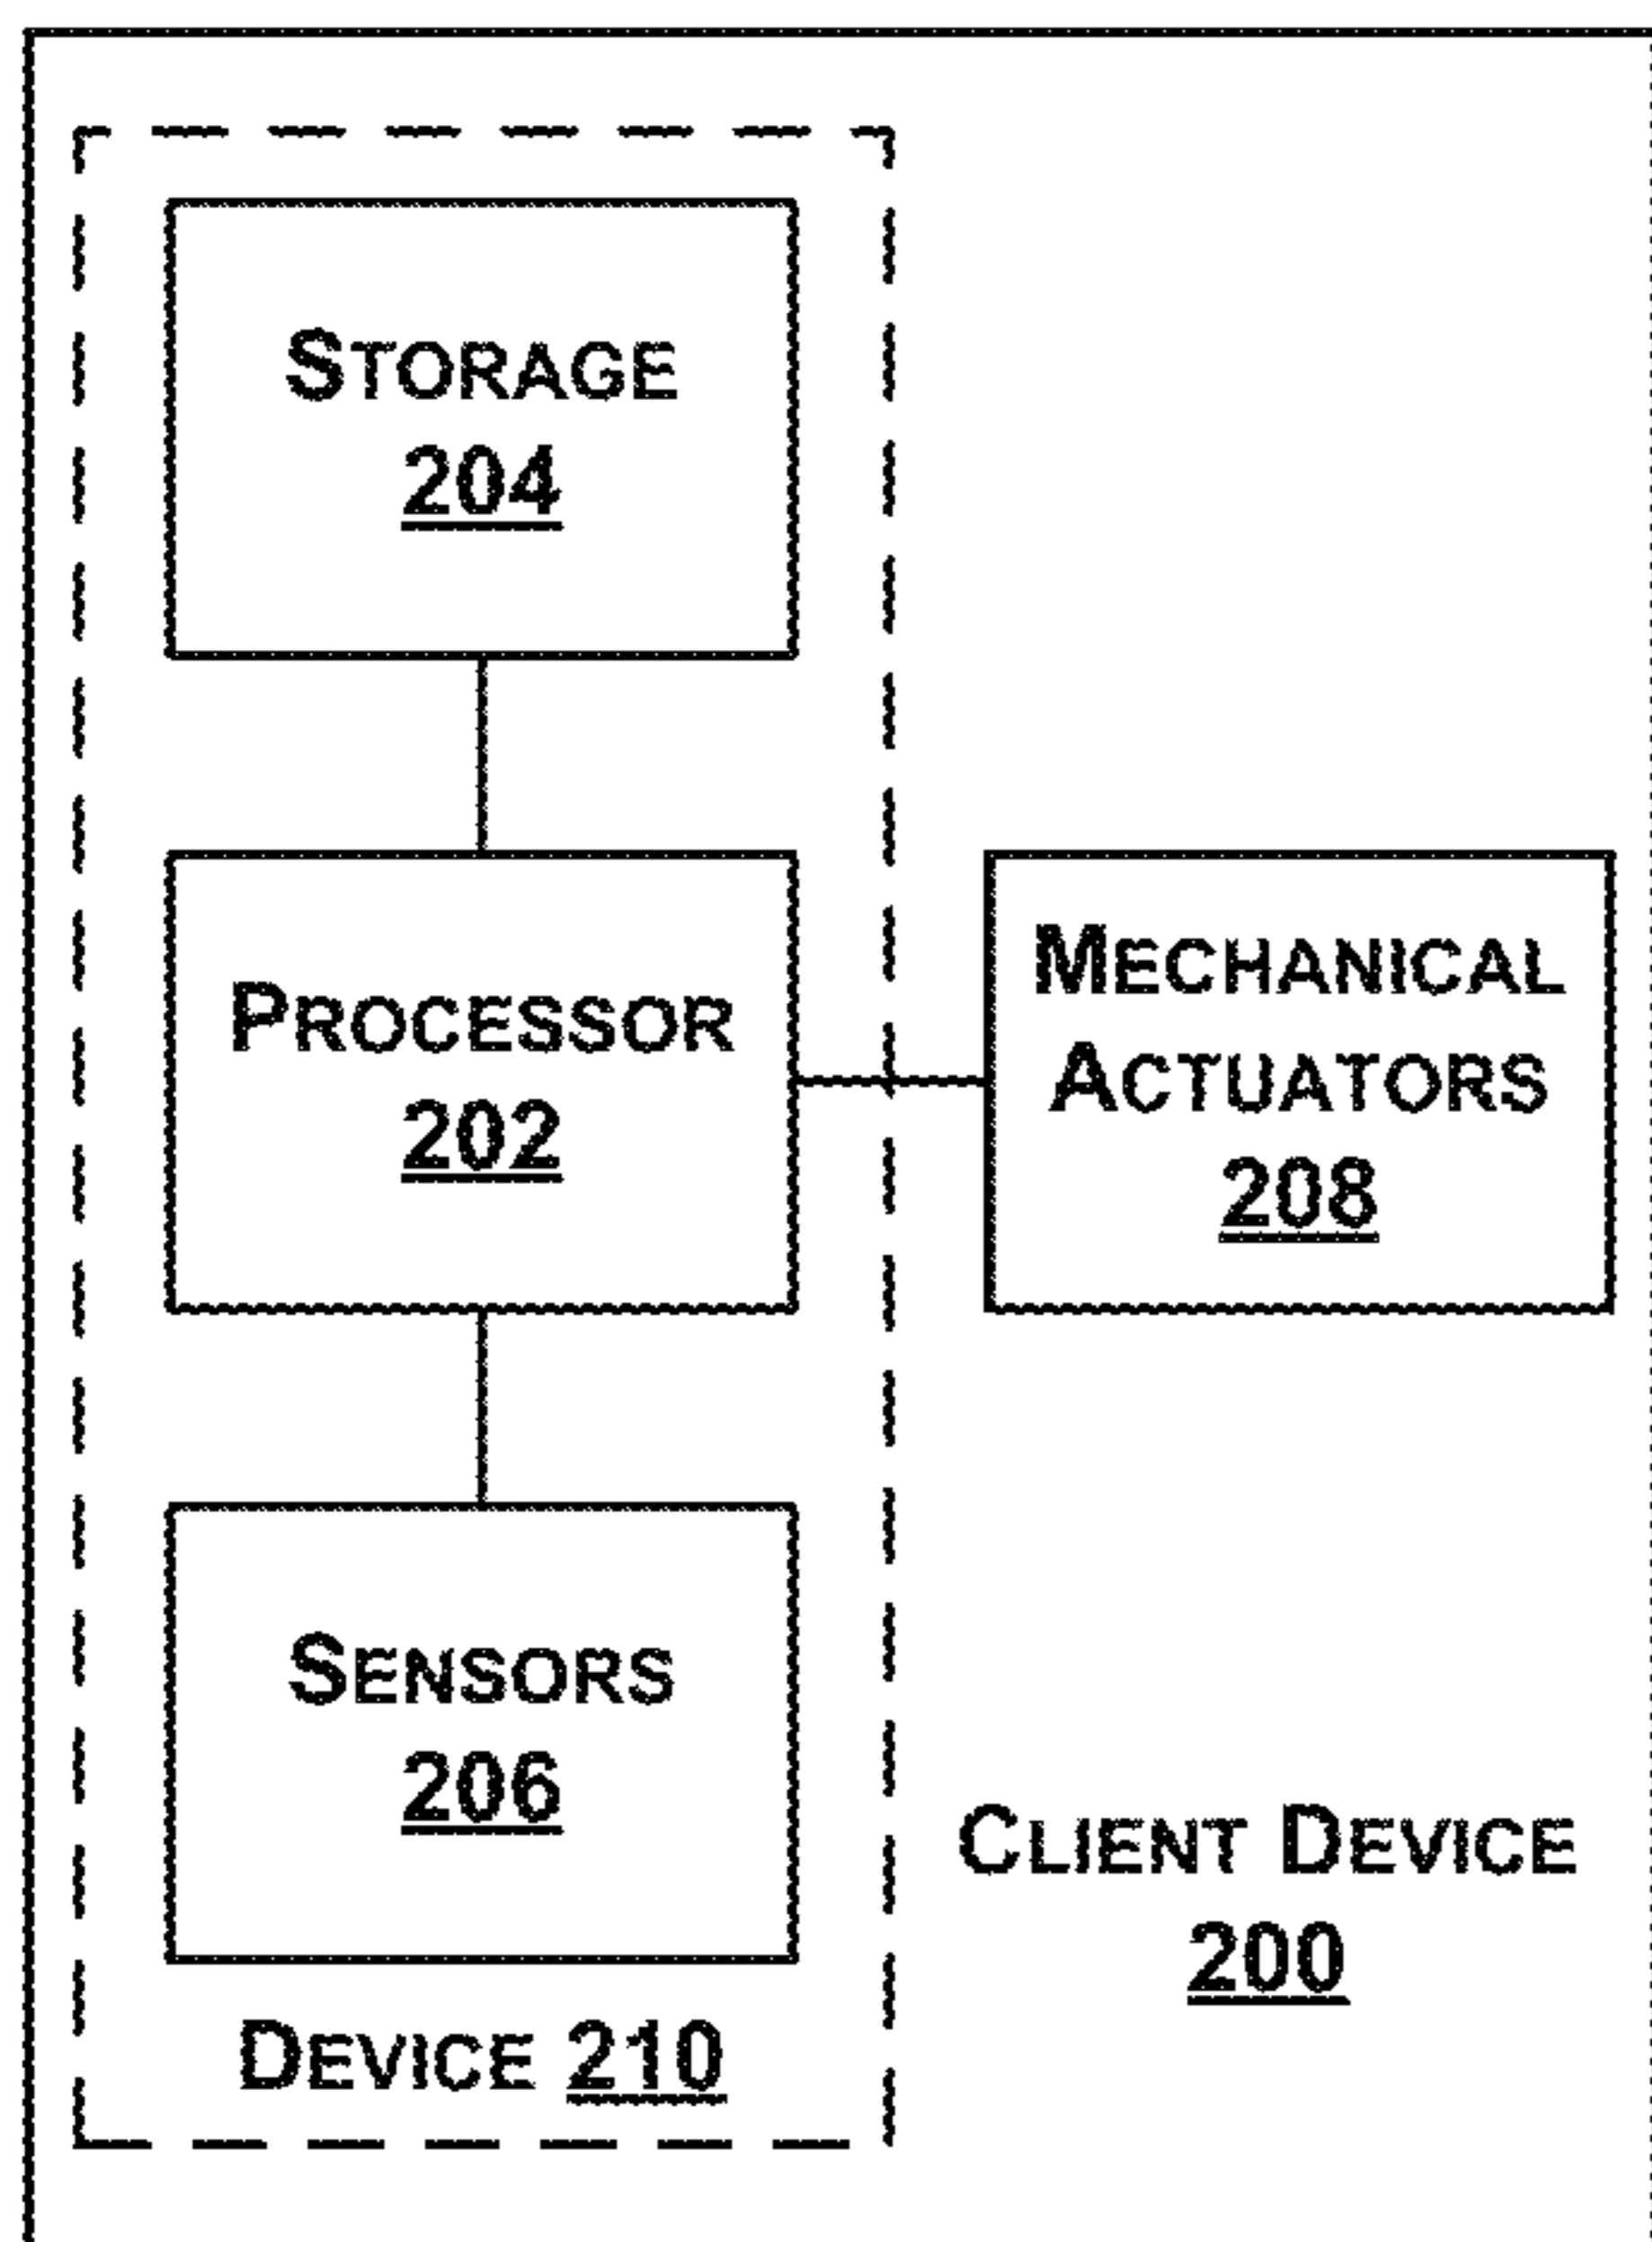 STORAGE
204
PROCESSOR
202
MECHANICAL
ACTUATORS
208
SENSORS
206
CLIENT DEVICE
200
DEVICE 210